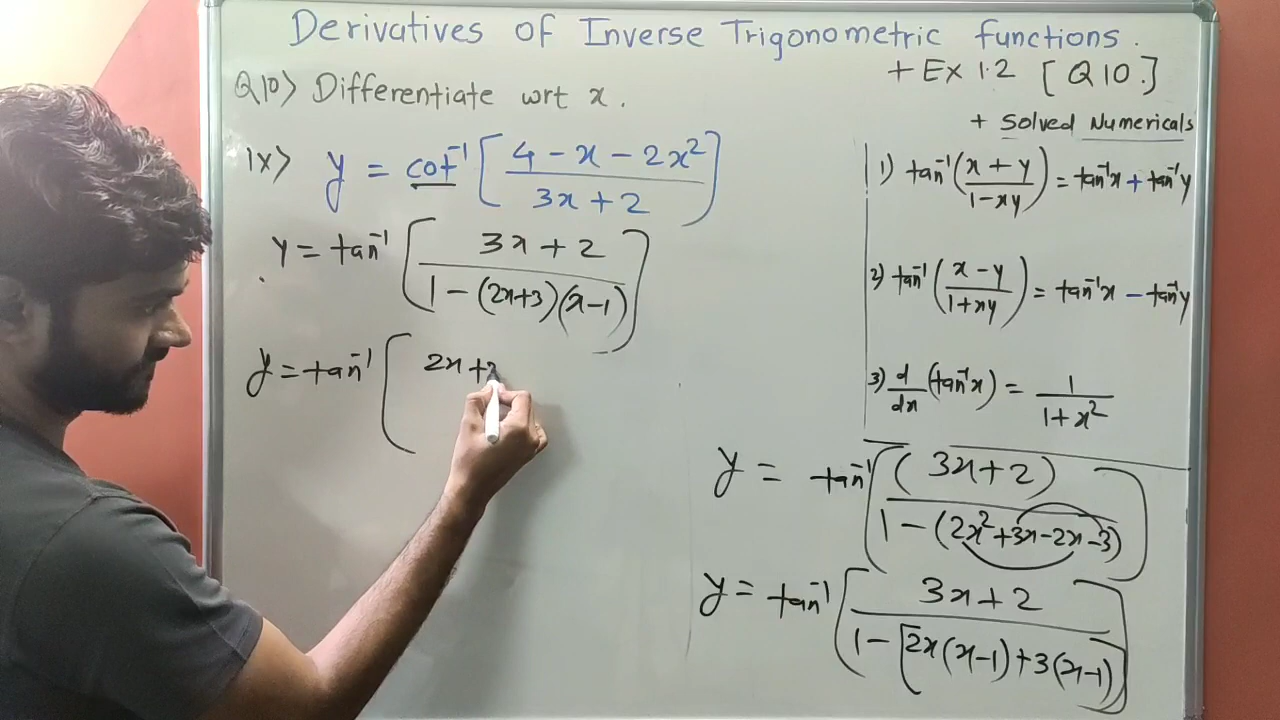 Derivatives of Inverse Trigonometric functions.
+ Ex 1.2 [Q10.]
Q10> Differentiate wrt x.
+ Solved Numericals
IX> y = cot⁻¹[(4 - x - 2x²)/(3x + 2)]
y = tan⁻¹[(3x + 2)/(1 - (2x+3)(x-1))]
y = tan⁻¹[2x +3
1) tan⁻¹((x + y)/(1-xy)) = tan⁻¹x + tan⁻¹y
2) tan⁻¹((x - y)/(1+xy)) = tan⁻¹x - tan⁻¹y
3) d/dx (tan⁻¹x) = 1/(1+x²)
y = tan⁻¹[(3x+2)/(1 - (2x²+3x-2x-3))]
y = tan⁻¹[(3x+2)/(1 - [2x(x-1)+3(x-1)])]